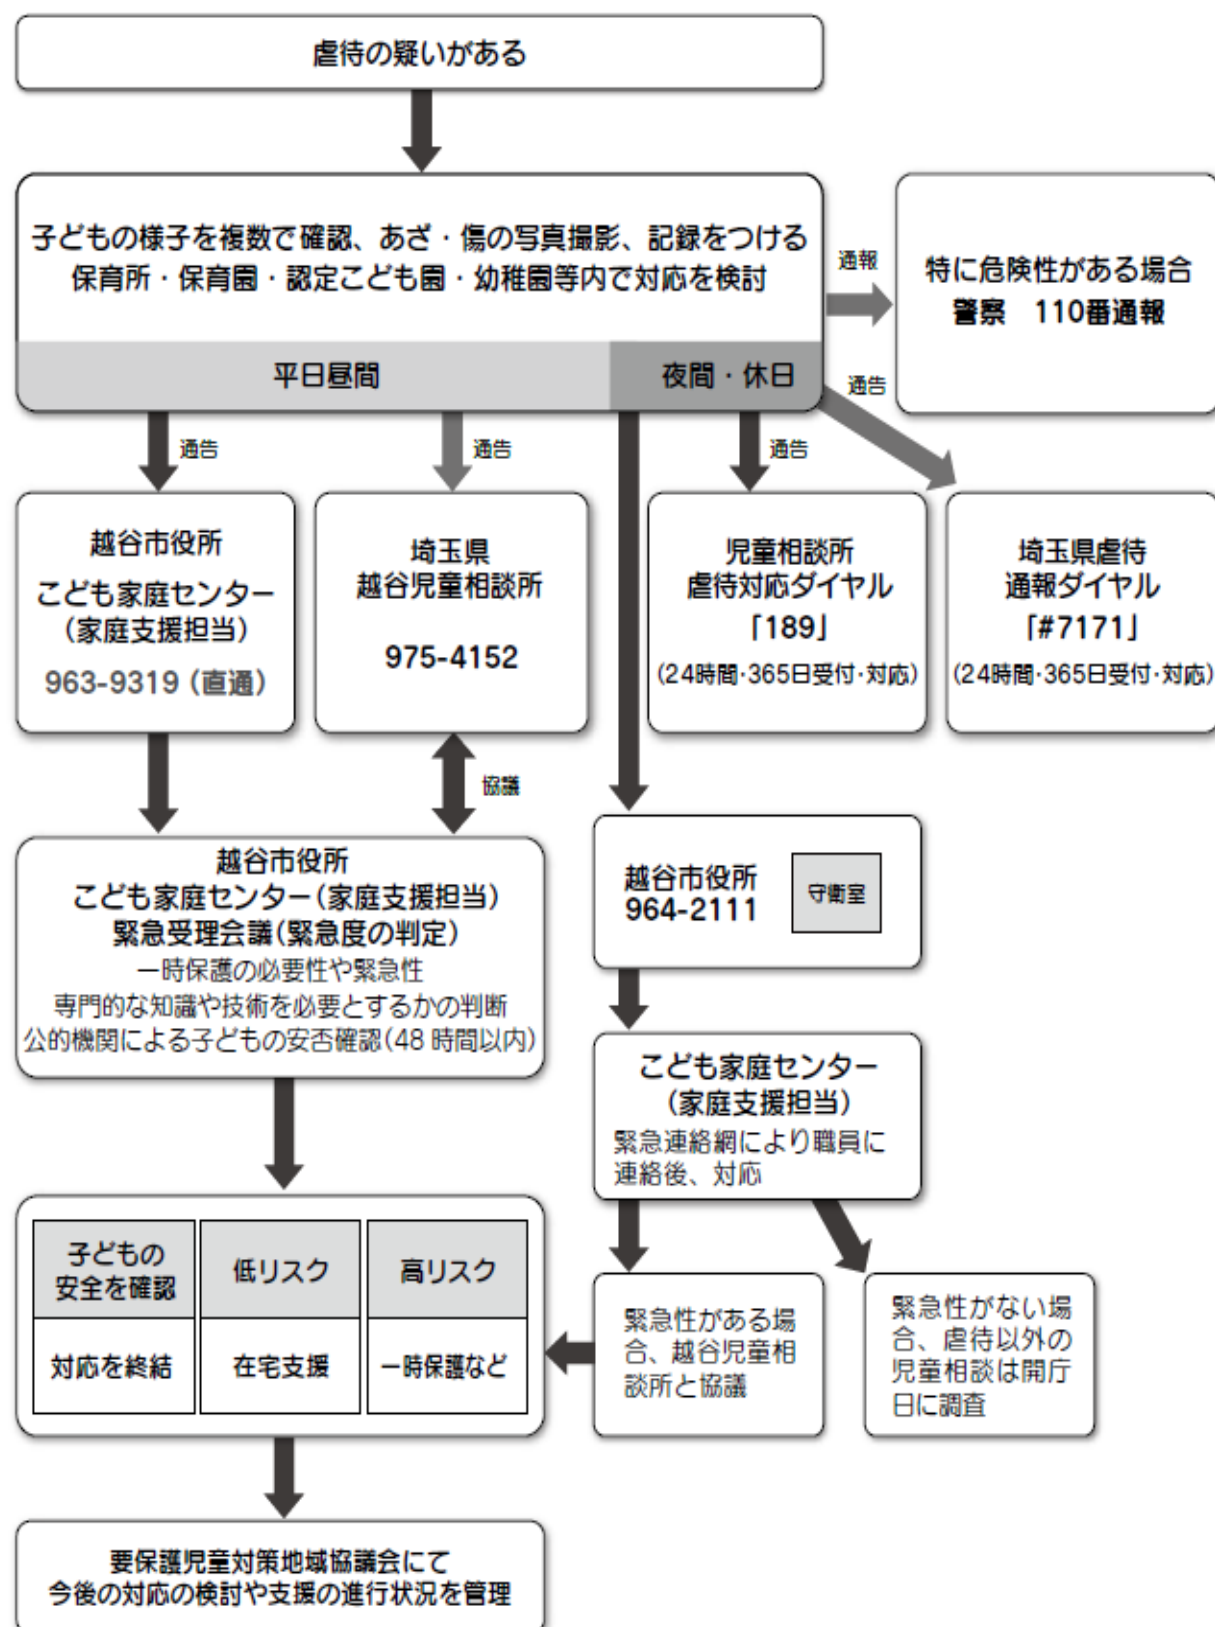 虐待の疑いがある
子どもの様子を複数で確認、あざ・傷の写真撮影、記録をつける
保育所・保育園・認定こども園・幼稚園等内で対応を検討
平日昼間
夜間・休日
通報
特に危険性がある場合
警察　110番通報
通告
通告
通告
通告
越谷市役所
こども家庭センター
（家庭支援担当）
963-9319（直通）
埼玉県
越谷児童相談所
975-4152
児童相談所
虐待対応ダイヤル
「189」
（24時間･365日受付･対応）
埼玉県虐待
通報ダイヤル
「#7171」
（24時間･365日受付･対応）
協議
越谷市役所
こども家庭センター（家庭支援担当）
緊急受理会議（緊急度の判定）
一時保護の必要性や緊急性
専門的な知識や技術を必要とするかの判断
公的機関による子どもの安否確認（48 時間以内）
越谷市役所
964-2111
守衛室
こども家庭センター
（家庭支援担当）
緊急連絡網により職員に
連絡後、対応
子どもの
安全を確認
低リスク
高リスク
対応を終結
在宅支援
一時保護など
緊急性がある場
合、越谷児童相
談所と協議
緊急性がない場
合、虐待以外の
児童相談は開庁
日に調査
要保護児童対策地域協議会にて
今後の対応の検討や支援の進行状況を管理